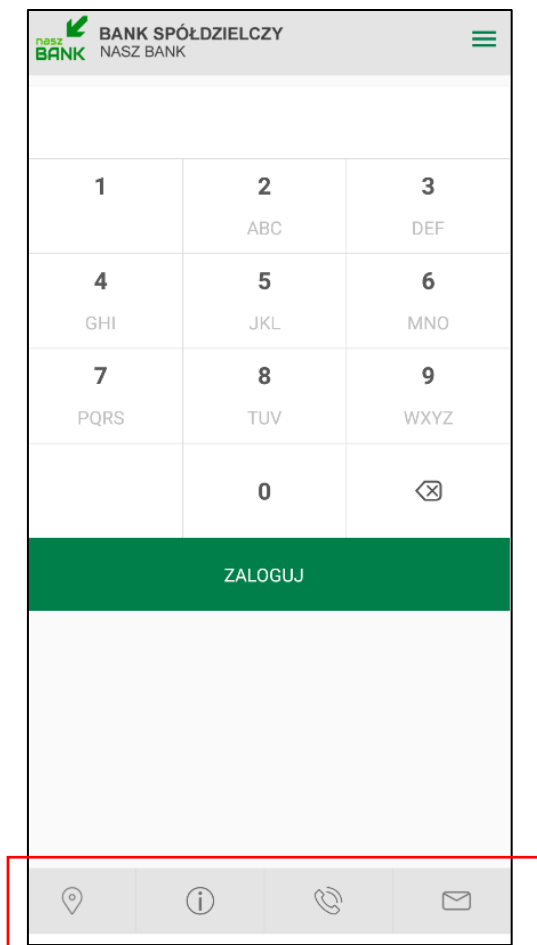 nasz
BANK
BANK SPÓŁDZIELCZY
NASZ BANK
1 2 3
ABC DEF
4 5 6
GHI JKL MNO
7 8 9
PQRS TUV WXYZ
0
ZALOGUJ